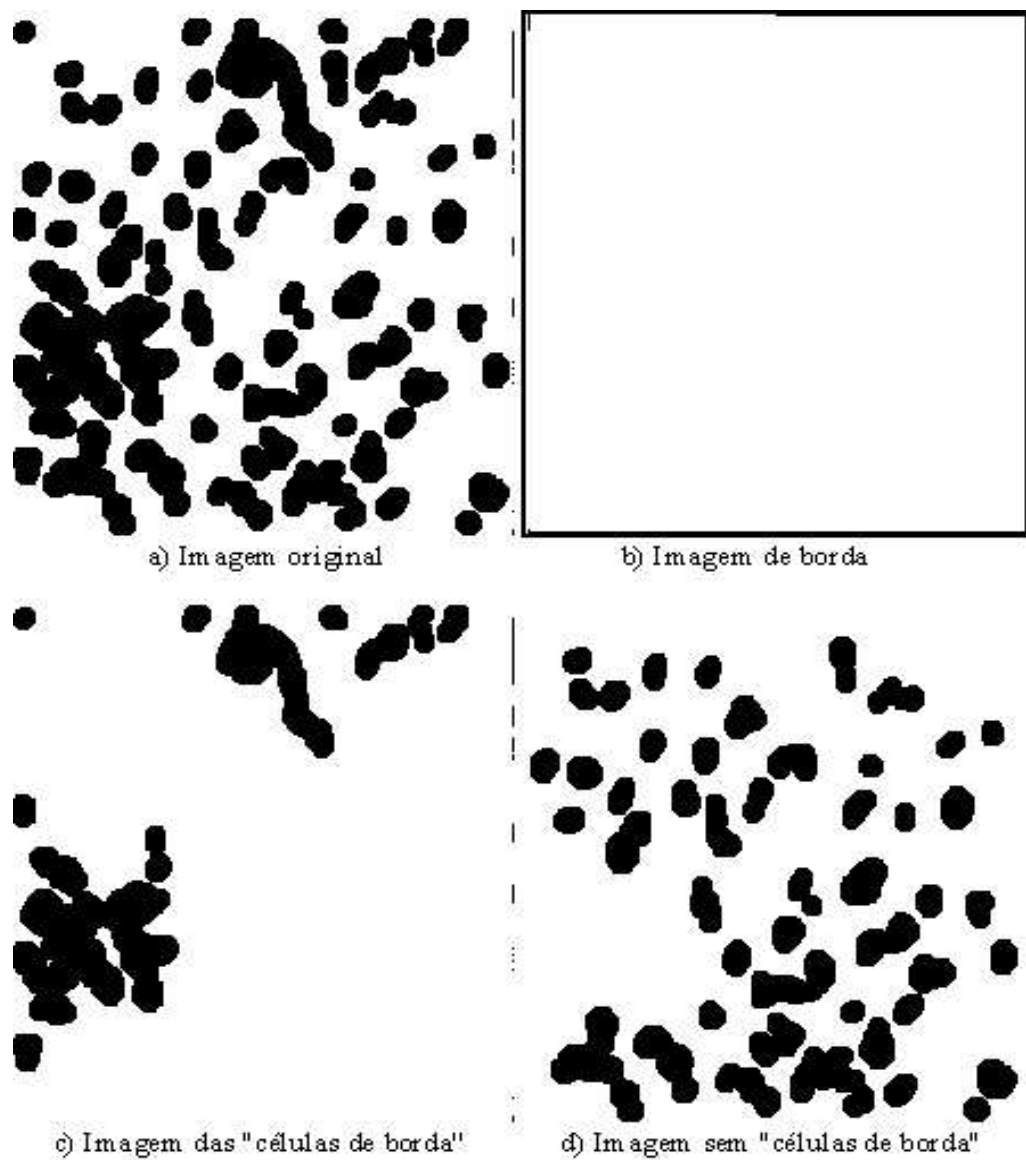 a) Imagem original
b) Imagem de borda
c) Imagem das "células de borda"
d) Imagem sem "células de borda"